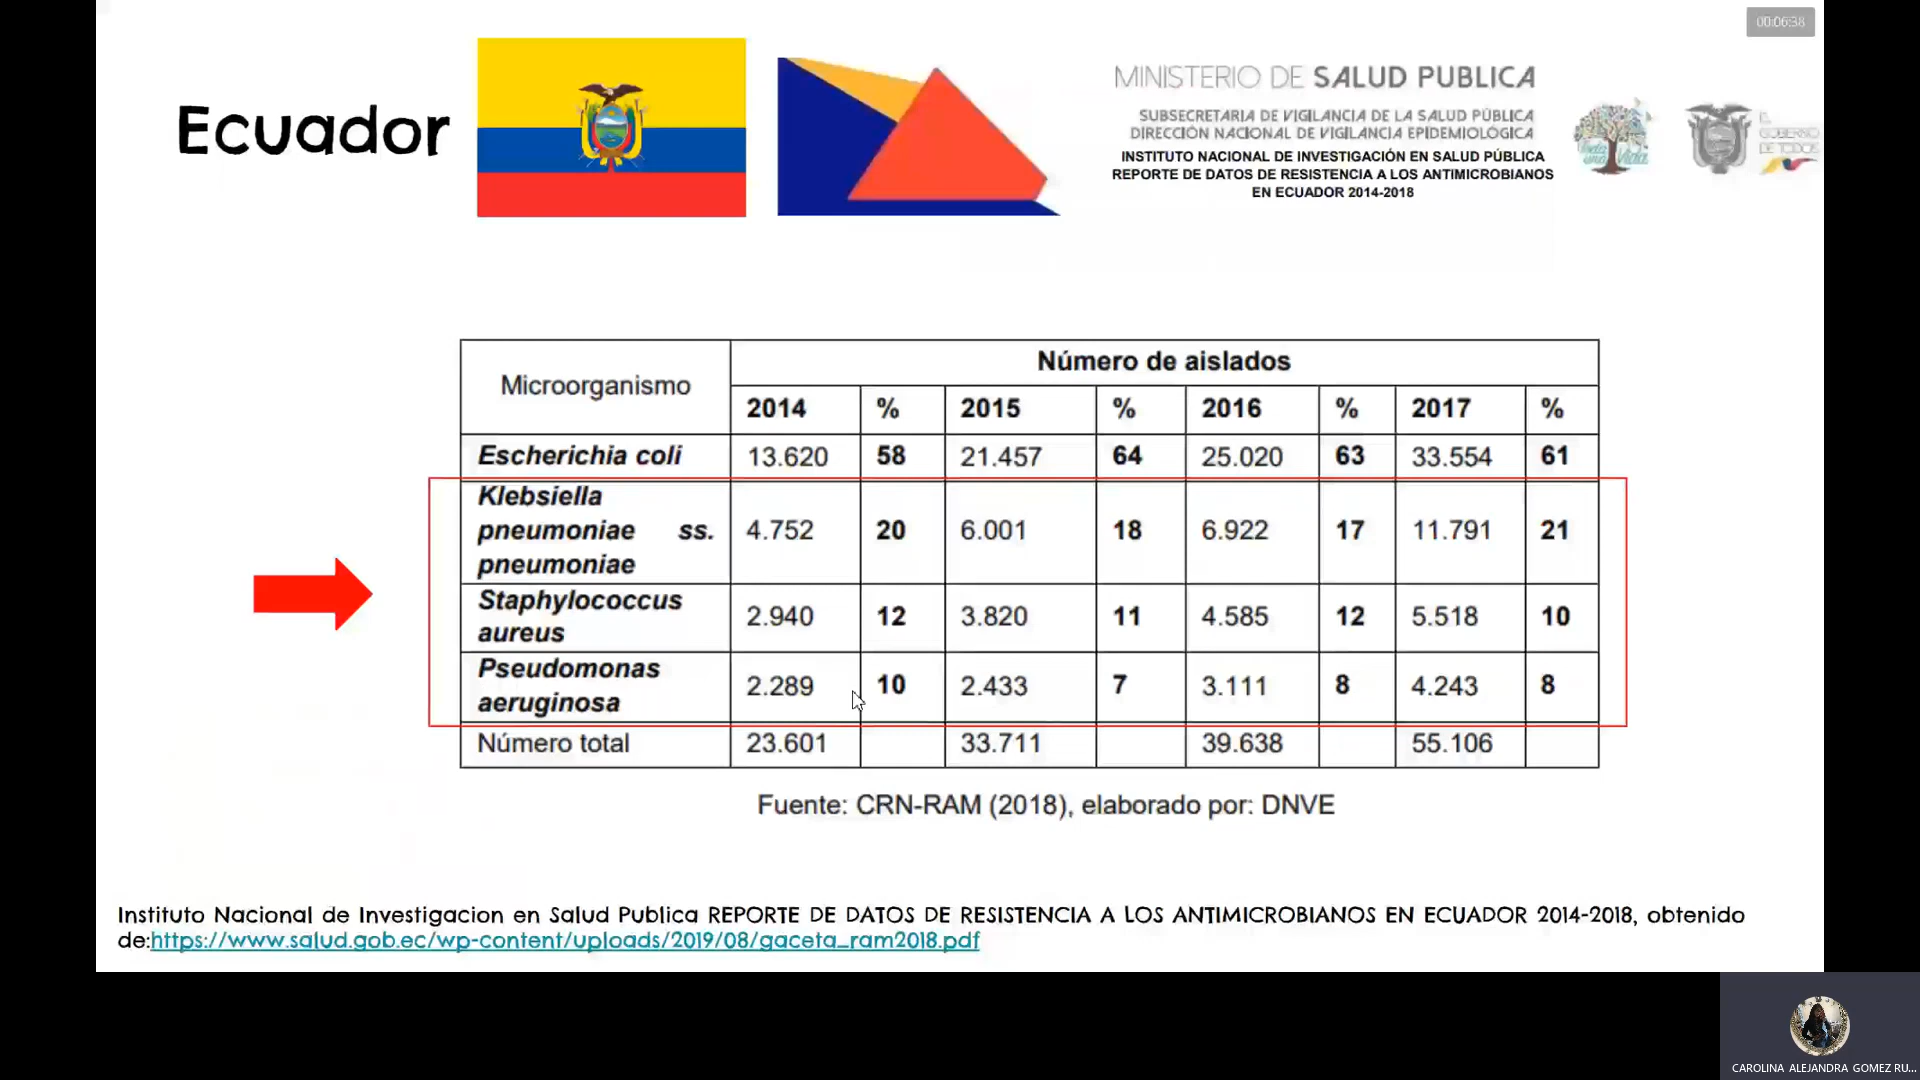 00:06:38
Ecuador
MINISTERIO DE SALUD PUBLICA
SUBSECRETARIA DE VIGILANCIA DE LA SALUD PÚBLICA
DIRECCIÓN NACIONAL DE VIGILANCIA EPIDEMIOLÓGICA
INSTITUTO NACIONAL DE INVESTIGACIÓN EN SALUD PÚBLICA
REPORTE DE DATOS DE RESISTENCIA A LOS ANTIMICROBIANOS
EN ECUADOR 2014-2018
Toda una Vida
EL GOBIERNO DE TODOS
Microorganismo
Número de aislados
2014 % 2015 % 2016 % 2017 %
Escherichia coli 13.620 58 21.457 64 25.020 63 33.554 61
Klebsiella
pneumoniae ss. 4.752 20 6.001 18 6.922 17 11.791 21
pneumoniae
Staphylococcus
aureus 2.940 12 3.820 11 4.585 12 5.518 10
Pseudomonas
aeruginosa 2.289 10 2.433 7 3.111 8 4.243 8
Número total 23.601 33.711 39.638 55.106
Fuente: CRN-RAM (2018), elaborado por: DNVE
Instituto Nacional de Investigacion en Salud Publica REPORTE DE DATOS DE RESISTENCIA A LOS ANTIMICROBIANOS EN ECUADOR 2014-2018, obtenido
de:https://www.salud.gob.ec/wp-content/uploads/2019/08/gaceta_ram2018.pdf
CAROLINA ALEJANDRA GOMEZ RU...